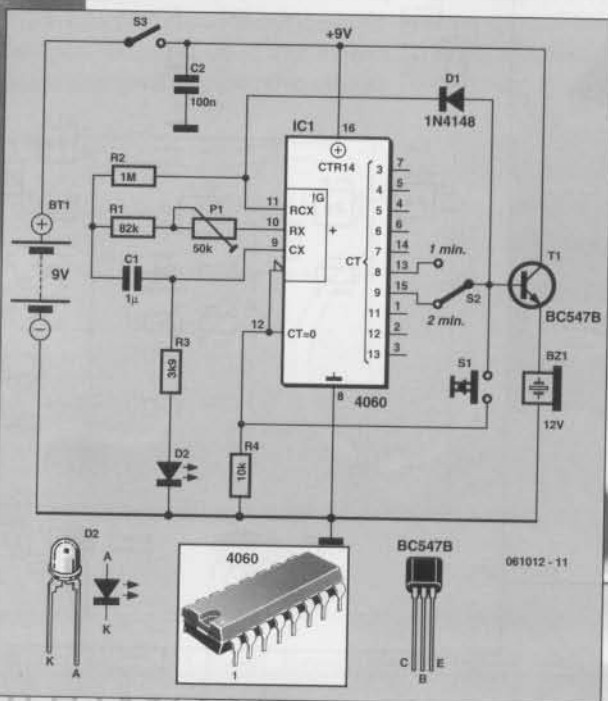 S3
+9V
C2
100n
D1
1N4148
IC1
16
CTR14
R2
1M
11
RCX
!G
+
R1
82k
P1
50k
10
RX
9
CX
C1
1µ
BT1
9V
12
CT=0
CT
3 7
4 5
5 4
6 6
7 14
8 13
9 15
11 1
12 2
13 3
1 min.
2 min.
S2
T1
BC547B
S1
BZ1
12V
8
4060
R3
3k9
R4
10k
D2
D2
A
K
K
A
4060
1
BC547B
C
B
E
061012 - 11